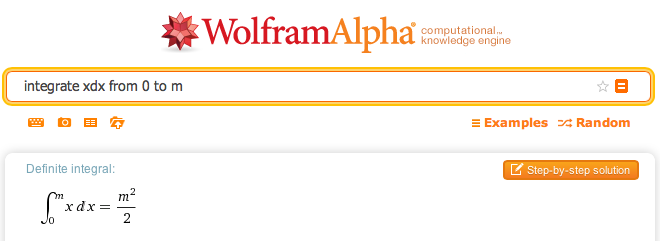 WolframAlpha computational... knowledge engine
integrate xdx from 0 to m
Examples Random
Definite integral:
Step-by-step solution
∫₀ᵐ x dx = m²/2